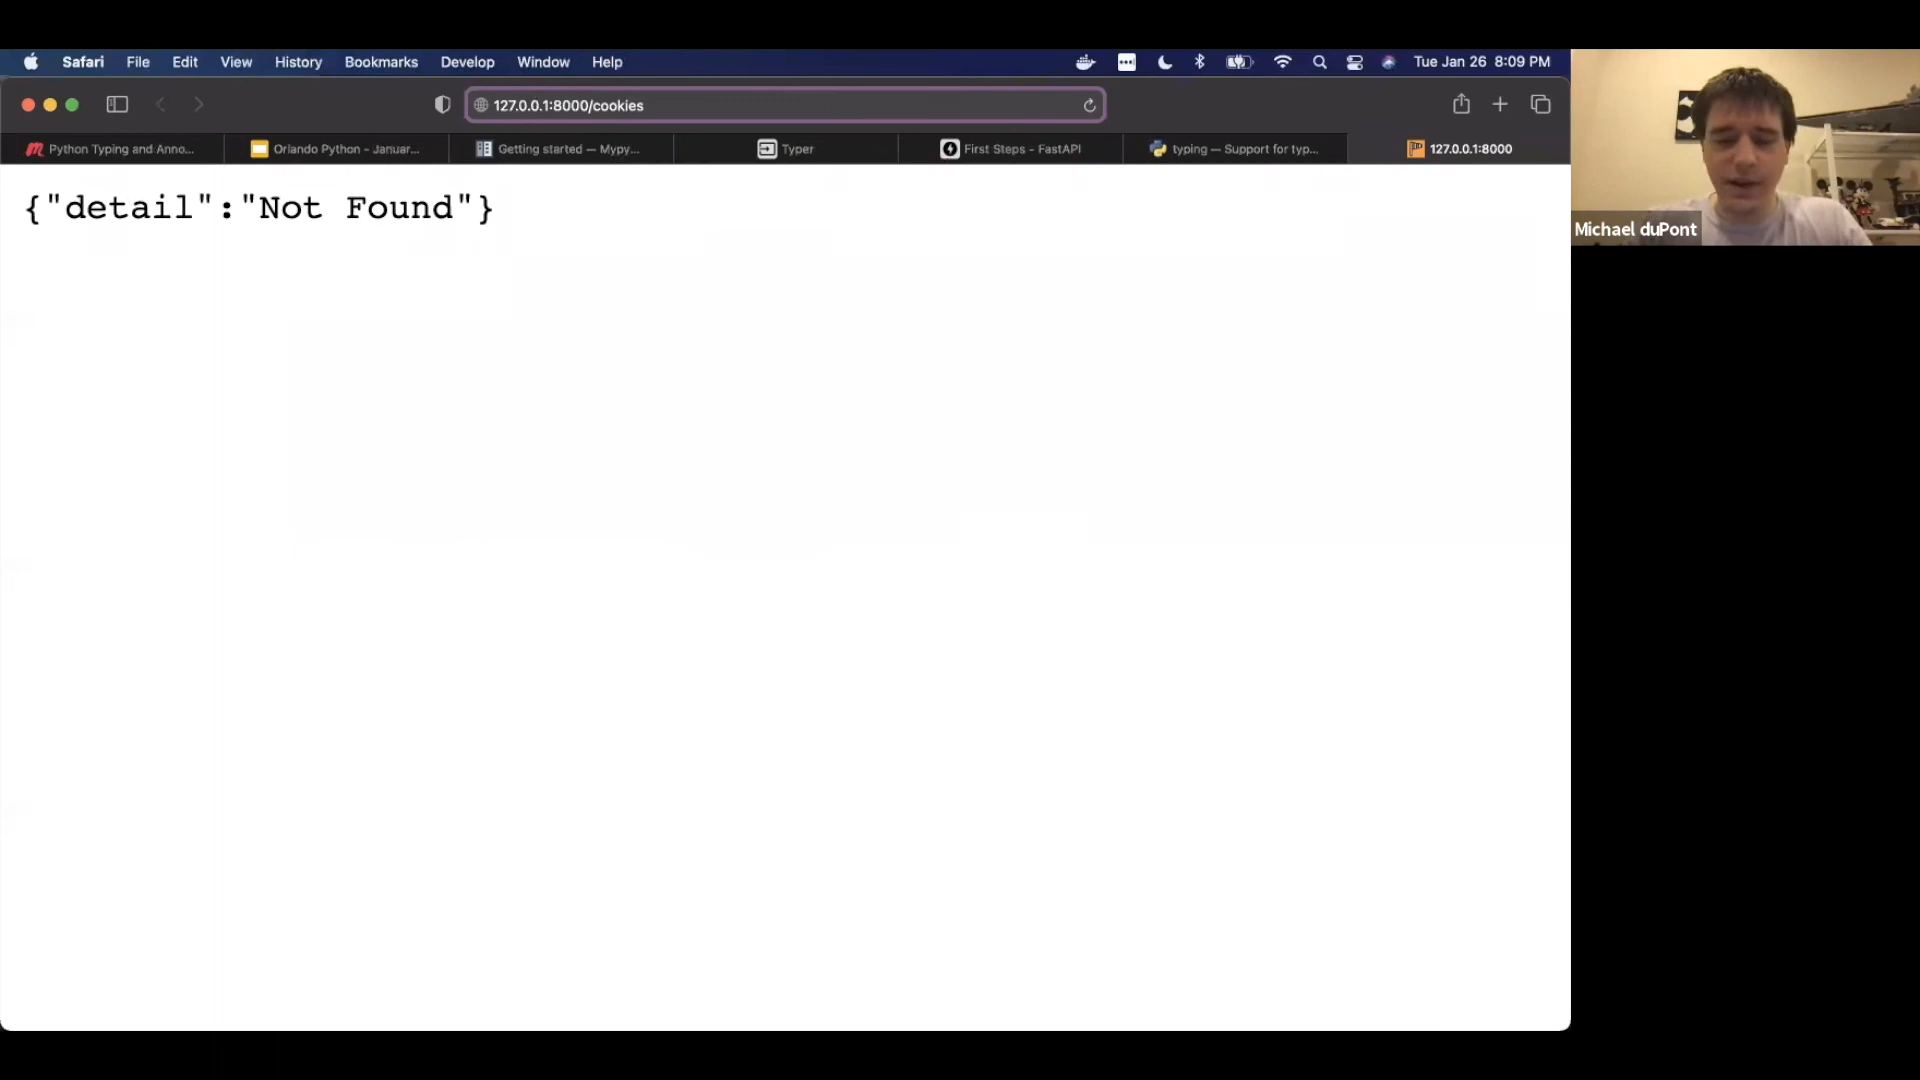 Safari File Edit View History Bookmarks Develop Window Help Tue Jan 26 8:09 PM
127.0.0.1:8000/cookies
Python Typing and Anno... Orlando Python - Januar... Getting started — Mypy... Typer First Steps - FastAPI typing — Support for typ... 127.0.0.1:8000
{"detail":"Not Found"}
Michael duPont